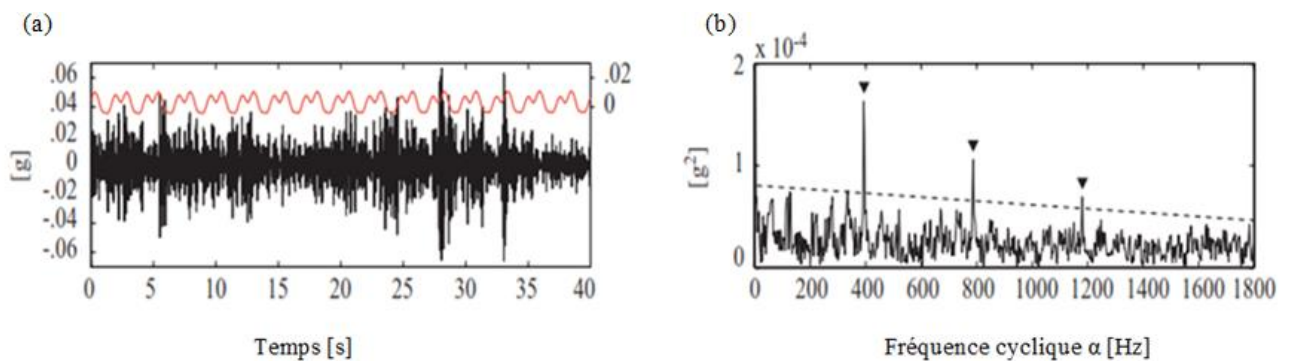 (a)
(b)
x 10-4
.06
.04
.02
0
-.02
-.04
-.06
[g]
.02
0
0 5 10 15 20 25 30 35 40
Temps [s]
2
1
0
[g²]
0 200 400 600 800 1000 1200 1400 1600 1800
Fréquence cyclique α [Hz]